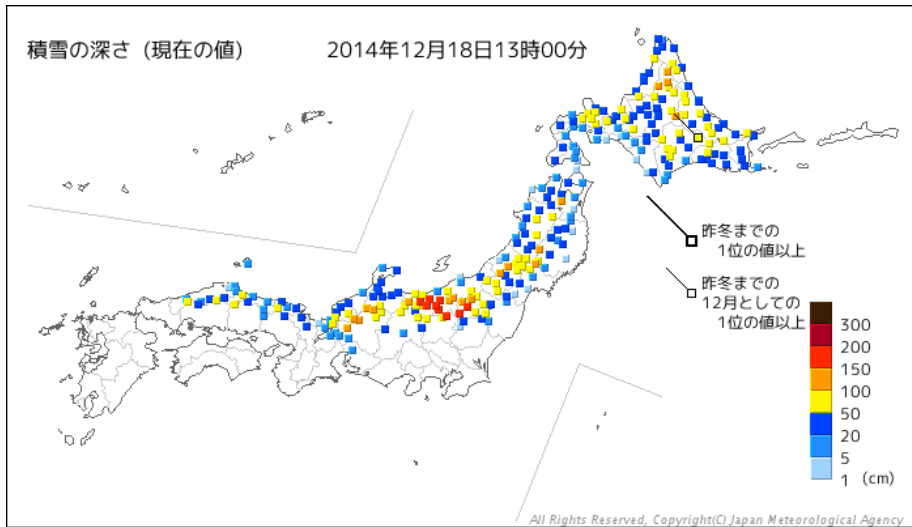 積雪の深さ (現在の値)
2014年12月18日13時00分
昨冬までの
1位の値以上
昨冬までの
12月としての
1位の値以上
300
200
150
100
50
20
5
1 (cm)
All Rights Reserved, Copyright(C) Japan Meteorological Agency